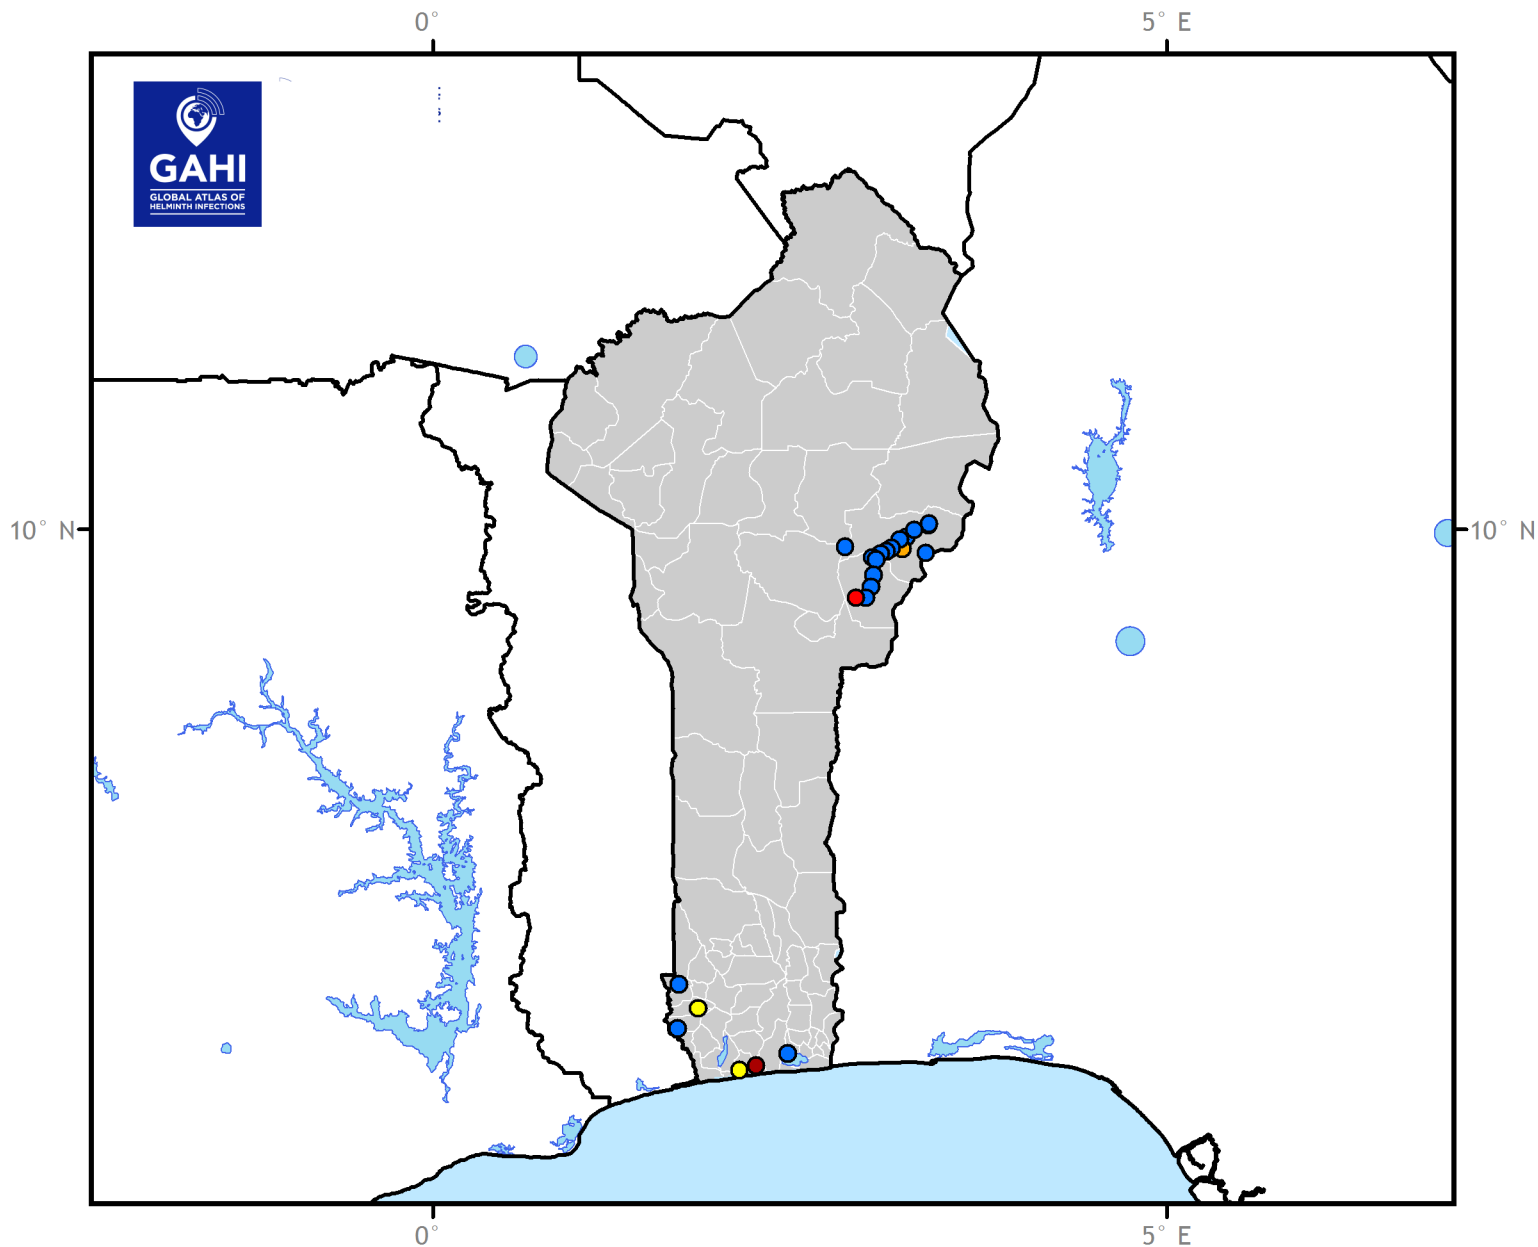 0°
5° E
GAHI
GLOBAL ATLAS OF
HELMINTH INFECTIONS
10° N
10° N
0°
5° E